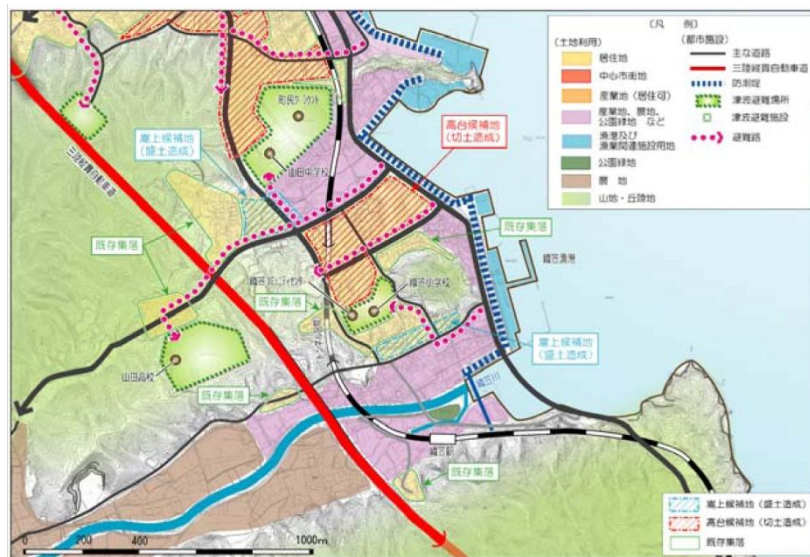 (凡 例)
(土地利用)
居住地
中心市街地
産業地(居住可)
産業地、農地、
公園緑地 など
漁港及び
漁業関連施設用地
公園緑地
農 地
山地・丘陵地
(都市施設)
主な道路
三陸縦貫自動車道
防潮堤
津波避難場所
津波避難施設
避難路
町民グランド
山田中学校
高台候補地
(切土造成)
嵩上候補地
(盛土造成)
三陸縦貫自動車道
既存集落
既存集落
織笠コミュニティセンター
織笠小学校
織笠漁港
既存集落
嵩上候補地
(盛土造成)
山田高校
既存集落
織笠川
織笠駅
既存集落
0 200 400 1000m
嵩上候補地(盛土造成)
高台候補地(切土造成)
既存集落